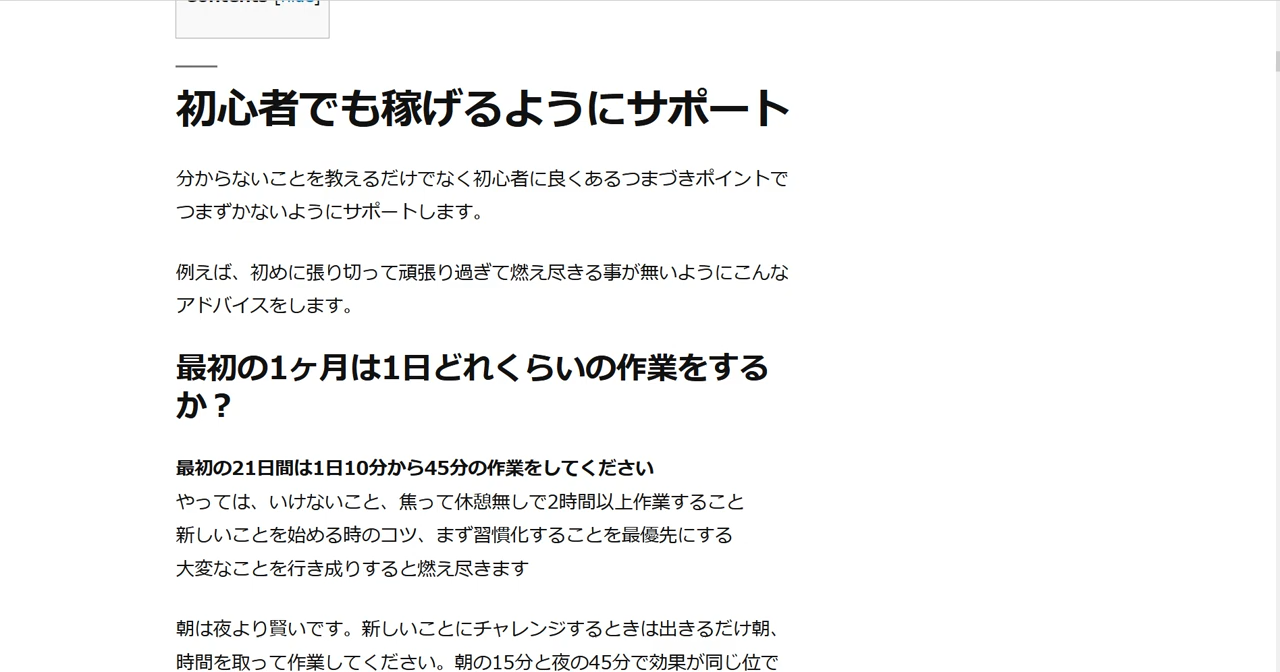 初心者でも稼げるようにサポート
分からないことを教えるだけでなく初心者に良くあるつまづきポイントで
つまずかないようにサポートします。
例えば、初めに張り切って頑張り過ぎて燃え尽きる事が無いようにこんな
アドバイスをします。
最初の1ヶ月は1日どれくらいの作業をする
か？
最初の21日間は1日10分から45分の作業をしてください
やっては、いけないこと、焦って休憩無しで2時間以上作業すること
新しいことを始める時のコツ、まず習慣化することを最優先にする
大変なことを行き成りすると燃え尽きます
朝は夜より賢いです。新しいことにチャレンジするときは出きるだけ朝、
時間を取って作業してください。朝の15分と夜の45分で効果が同じ位で